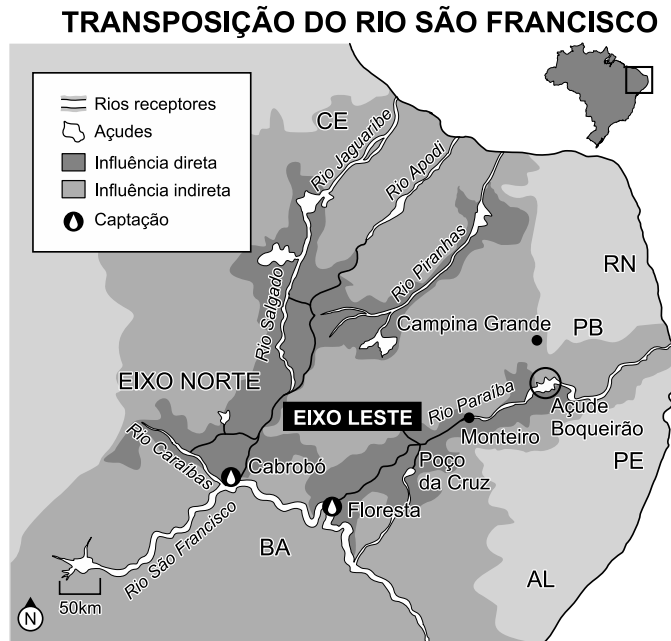 TRANSPOSIÇÃO DO RIO SÃO FRANCISCO
Rios receptores
Açudes
Influência direta
Influência indireta
Captação
CE
Rio Jaguaribe
Rio Apodi
Rio Piranhas
Rio Salgado
RN
Campina Grande
PB
EIXO NORTE
EIXO LESTE
Rio Paraíba
Açude
Boqueirão
Monteiro
Rio Caraíbas
Cabrobó
Poço
da Cruz
PE
Floresta
Rio São Francisco
BA
AL
50km
N